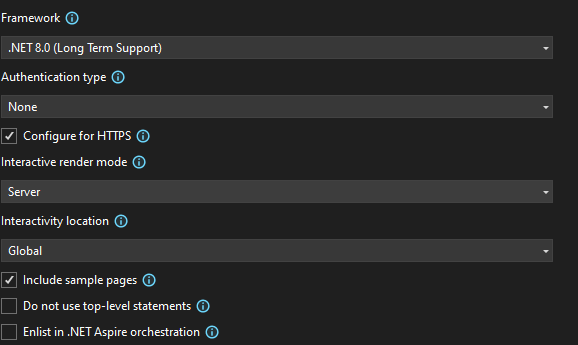 Framework
.NET 8.0 (Long Term Support)
Authentication type
None
Configure for HTTPS
Interactive render mode
Server
Interactivity location
Global
Include sample pages
Do not use top-level statements
Enlist in .NET Aspire orchestration